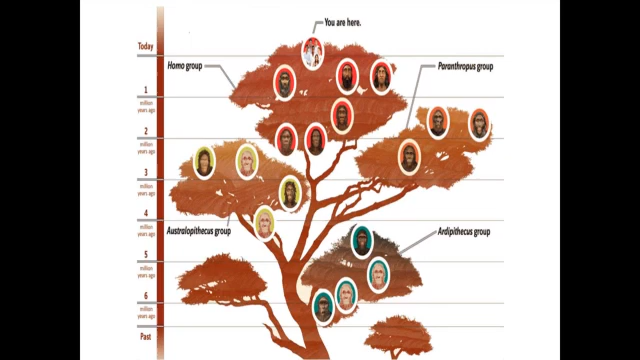 You are here.
Today
Homo group
Paranthropus group
1
million
years ago
2
million
years ago
3
million
years ago
4
million
years ago
Australopithecus group
Ardipithecus group
5
million
years ago
6
million
years ago
Past